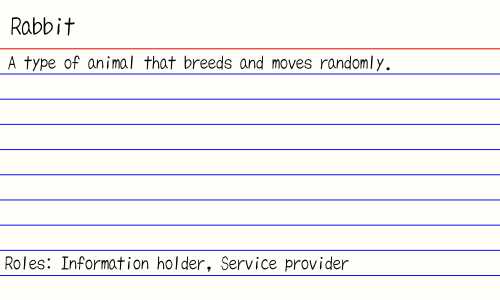 Rabbit
A type of animal that breeds and moves randomly.
Roles: Information holder, Service provider